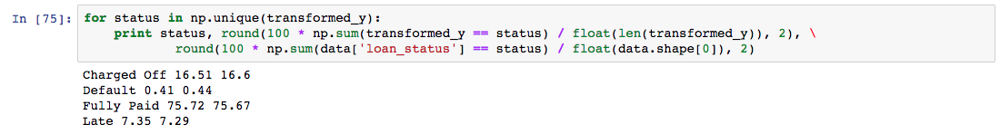 In [75]: for status in np.unique(transformed_y):
print status, round(100 * np.sum(transformed_y == status) / float(len(transformed_y)), 2), \
round(100 * np.sum(data['loan_status'] == status) / float(data.shape[0]), 2)
Charged Off 16.51 16.6
Default 0.41 0.44
Fully Paid 75.72 75.67
Late 7.35 7.29